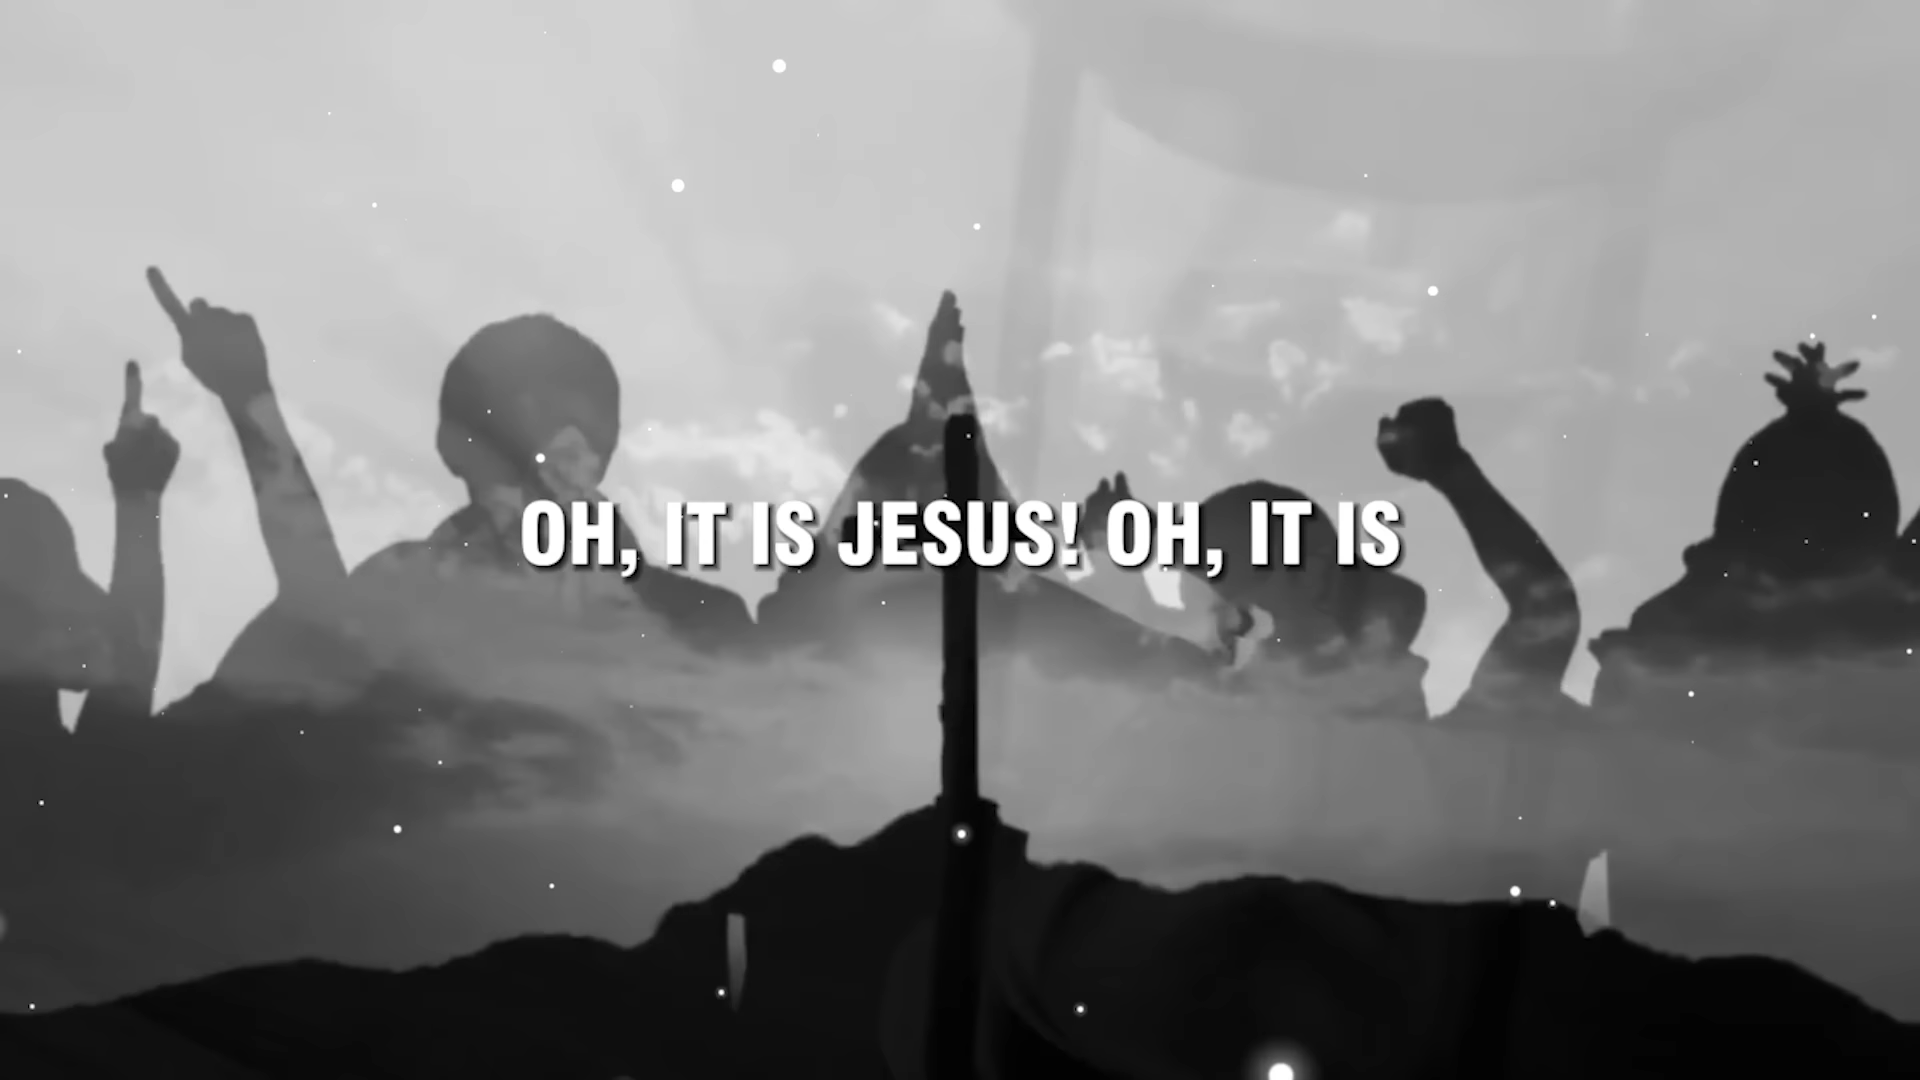 OH, IT IS JESUS! OH, IT IS